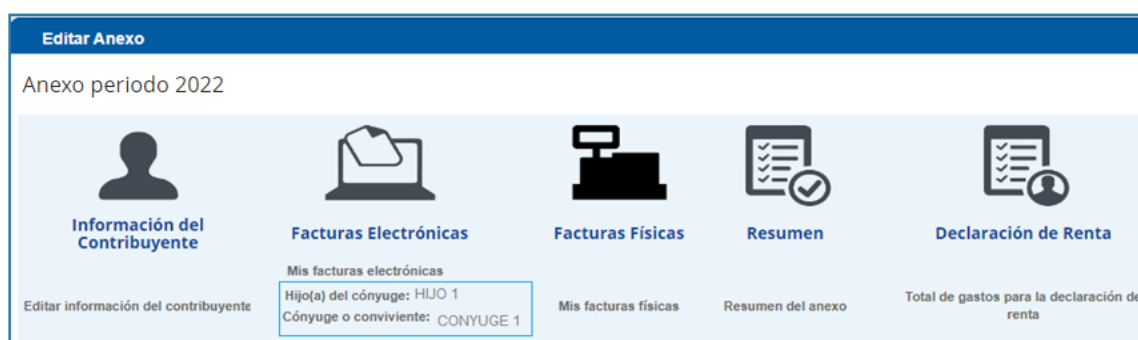 Editar Anexo
Anexo periodo 2022
Información del
Contribuyente
Editar información del contribuyente
Facturas Electrónicas
Mis facturas electrónicas
Hijo(a) del cónyuge: HIJO 1
Cónyuge o conviviente: CONYUGE 1
Facturas Físicas
Mis facturas físicas
Resumen
Resumen del anexo
Declaración de Renta
Total de gastos para la declaración de
renta